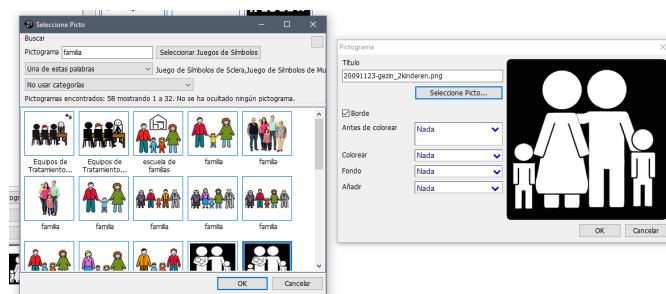 Seleccione Picto
Buscar
Pictograma familia Seleccionar Juegos de Símbolos
Una de estas palabras Juego de Símbolos de Sclera,Juego de Símbolos de Mu
No usar categorías
Pictogramas encontrados: 58 mostrando 1 a 32. No se ha ocultado ningún pictograma.
Equipos de Tratamiento...
Equipos de Tratamiento...
escuela de familias
familia
familia
familia
familia
familia
familia
familia
OK Cancelar
Pictograma
Título
20091123-gezin_2kinderen.png
Seleccione Picto...
Borde
Antes de colorear Nada
Colorear Nada
Fondo Nada
Añadir Nada
OK Cancelar